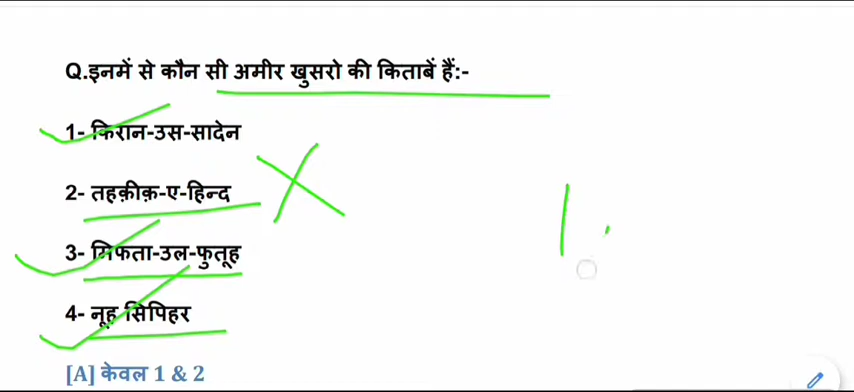 Q.इनमें से कौन सी अमीर खुसरो की किताबें हैं:-
1- किरान-उस-सादेन
2- तहक़ीक़-ए-हिन्द
3- मिफता-उल-फुतूह
4- नूह सिपिहर
[A] केवल 1 & 2